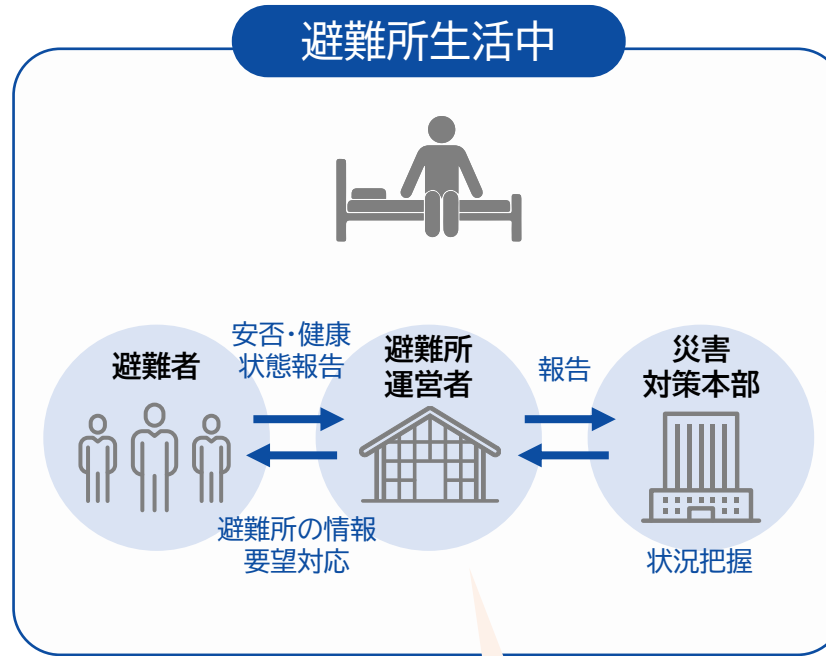 避難所生活中
避難者
安否・健康
状態報告
避難所
運営者
報告
災害
対策本部
避難所の情報
要望対応
状況把握